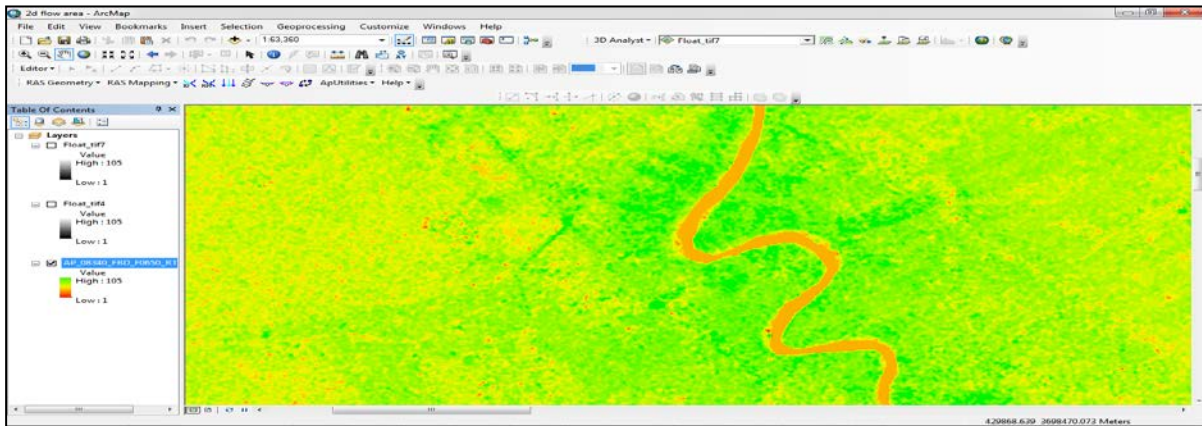 2d flow area - ArcMap
File Edit View Bookmarks Insert Selection Geoprocessing Customize Windows Help
1:63,360 3D Analyst Float_tif7
Editor
RAS Geometry RAS Mapping ApUtilities Help
Table Of Contents
Layers
Float_tif7
Value
High : 105
Low : 1
Float_tif4
Value
High : 105
Low : 1
Value
High : 105
Low : 1
429868.639 3698470.073 Meters